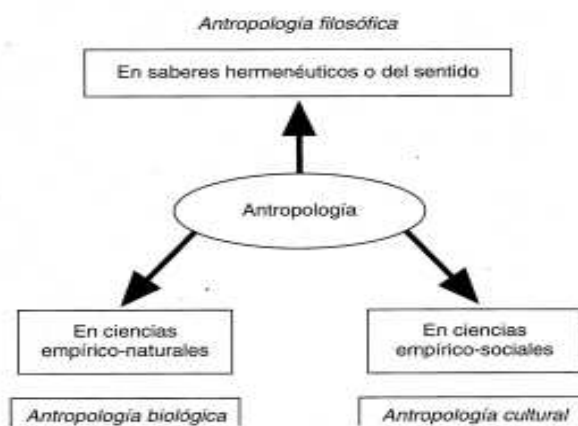 Antropología filosófica
En saberes hermenéuticos o del sentido
Antropología
En ciencias
empírico-naturales
En ciencias
empírico-sociales
Antropología biológica
Antropología cultural